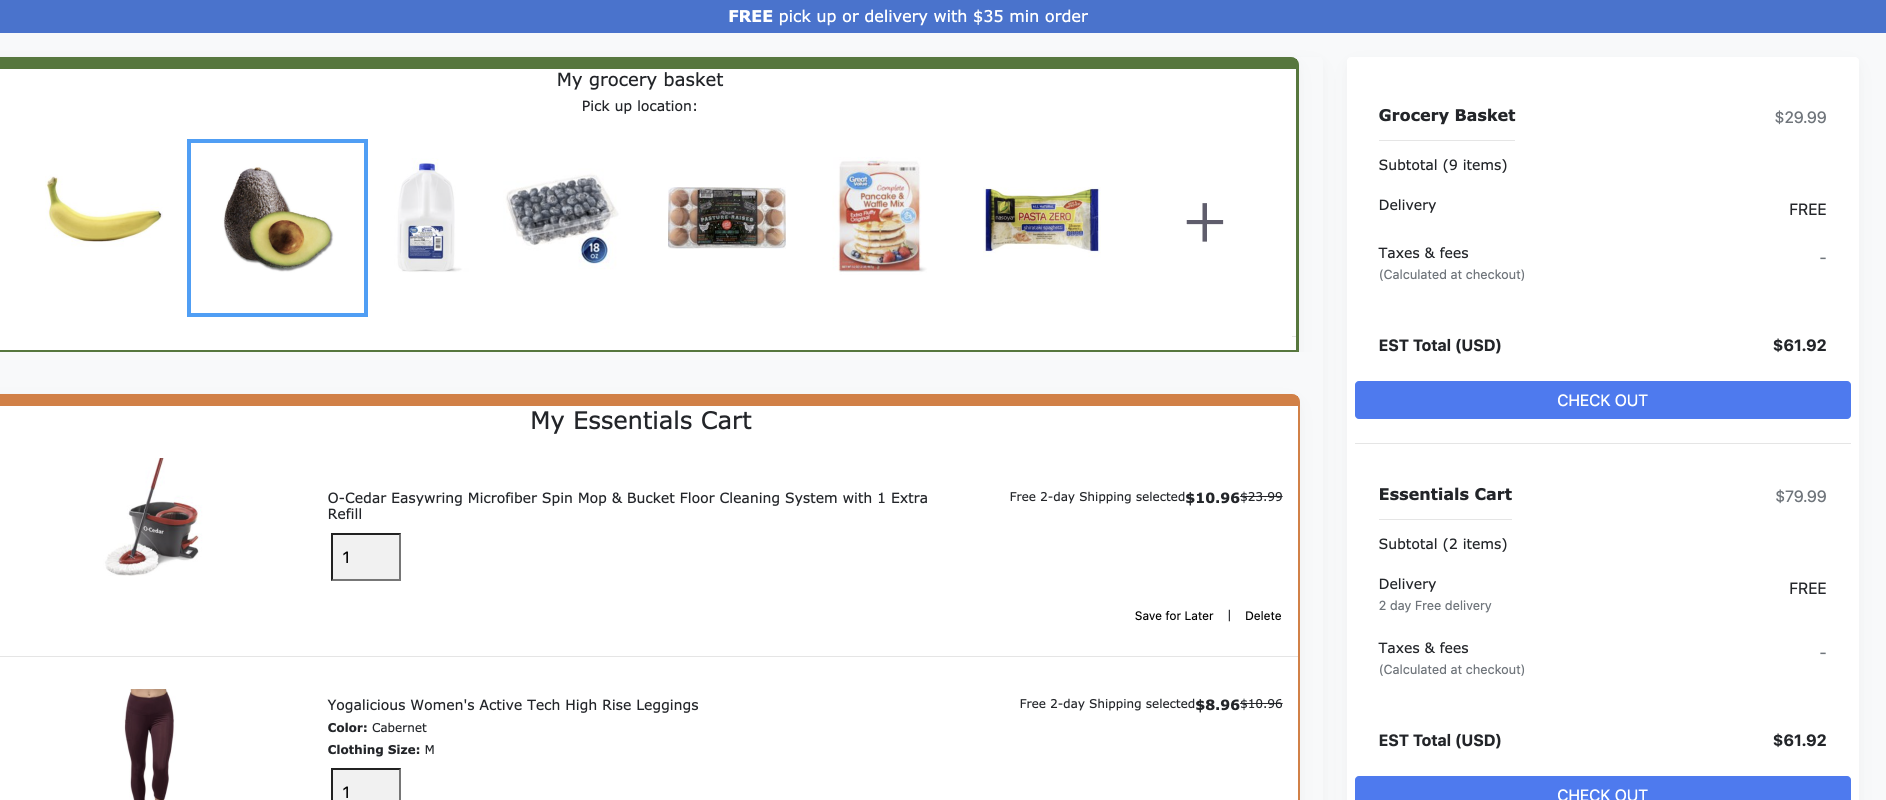 FREE pick up or delivery with $35 min order
My grocery basket
Pick up location:
18
OZ
Great Value
Complete
Pancake &
Waffle Mix
PASTURE-RAISED
nasoya
PASTA ZERO
shirataki spaghetti
Grocery Basket $29.99
Subtotal (9 items)
Delivery FREE
Taxes & fees -
(Calculated at checkout)
EST Total (USD) $61.92
CHECK OUT
My Essentials Cart
O-Cedar
O-Cedar Easywring Microfiber Spin Mop & Bucket Floor Cleaning System with 1 Extra
Refill
Free 2-day Shipping selected$10.96$23.99
1
Save for Later | Delete
Yogalicious Women's Active Tech High Rise Leggings
Free 2-day Shipping selected$8.96$10.96
Color: Cabernet
Clothing Size: M
1
Essentials Cart $79.99
Subtotal (2 items)
Delivery FREE
2 day Free delivery
Taxes & fees -
(Calculated at checkout)
EST Total (USD) $61.92
CHECK OUT